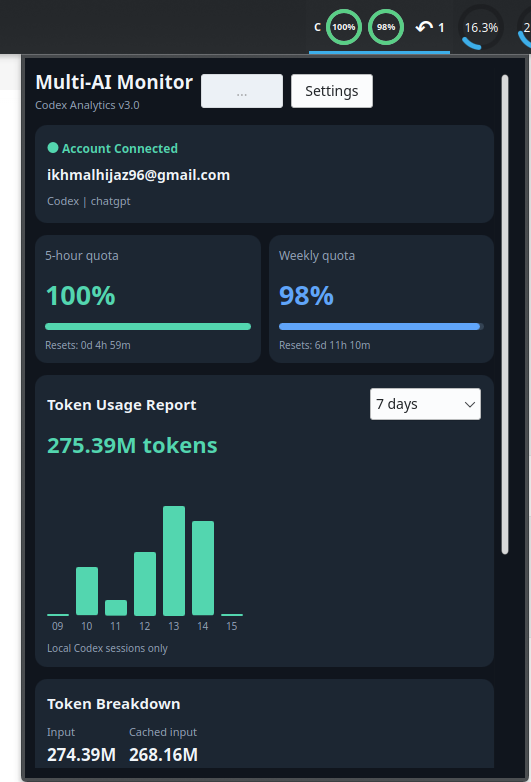 C 100% 98% ↶ 1 16.3% 2
Multi-AI Monitor ... Settings
Codex Analytics v3.0
Account Connected
ikhmalhijaz96@gmail.com
Codex | chatgpt
5-hour quota
100%
Resets: 0d 4h 59m
Weekly quota
98%
Resets: 6d 11h 10m
Token Usage Report 7 days
275.39M tokens
09 10 11 12 13 14 15
Local Codex sessions only
Token Breakdown
Input Cached input
274.39M 268.16M